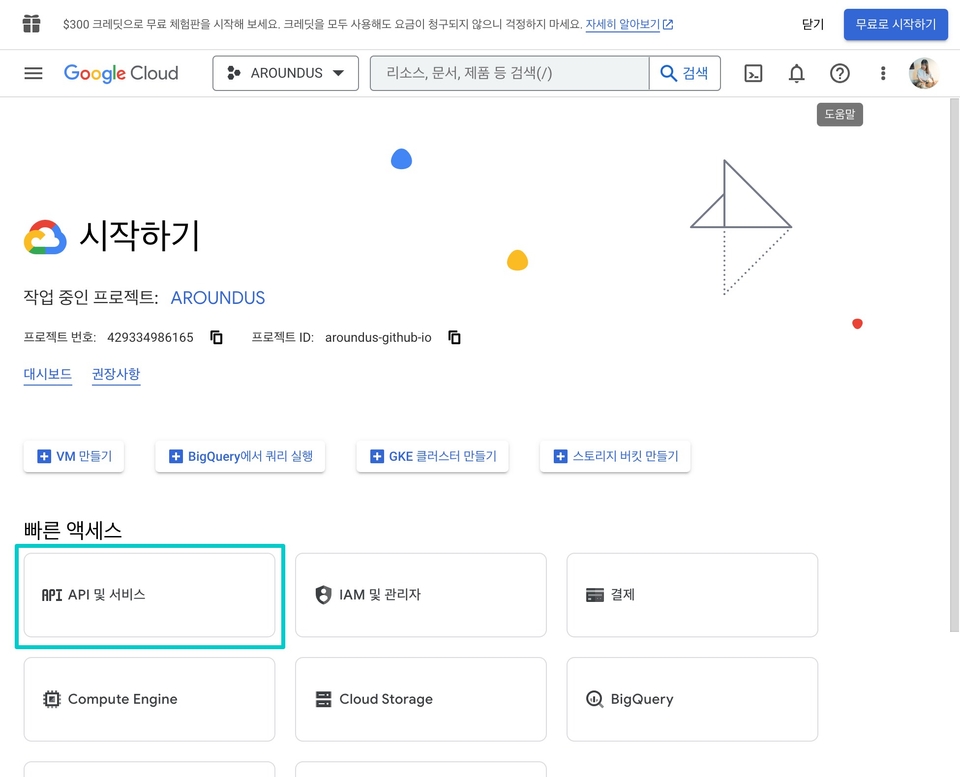 $300 크레딧으로 무료 체험판을 시작해 보세요. 크레딧을 모두 사용해도 요금이 청구되지 않으니 걱정하지 마세요. 자세히 알아보기
닫기
무료로 시작하기
Google Cloud
AROUNDUS
리소스, 문서, 제품 등 검색(/)
검색
도움말
시작하기
작업 중인 프로젝트: AROUNDUS
프로젝트 번호: 429334986165 프로젝트 ID: aroundus-github-io
대시보드 권장사항
VM 만들기
BigQuery에서 쿼리 실행
GKE 클러스터 만들기
스토리지 버킷 만들기
빠른 액세스
API API 및 서비스
IAM 및 관리자
결제
Compute Engine
Cloud Storage
BigQuery